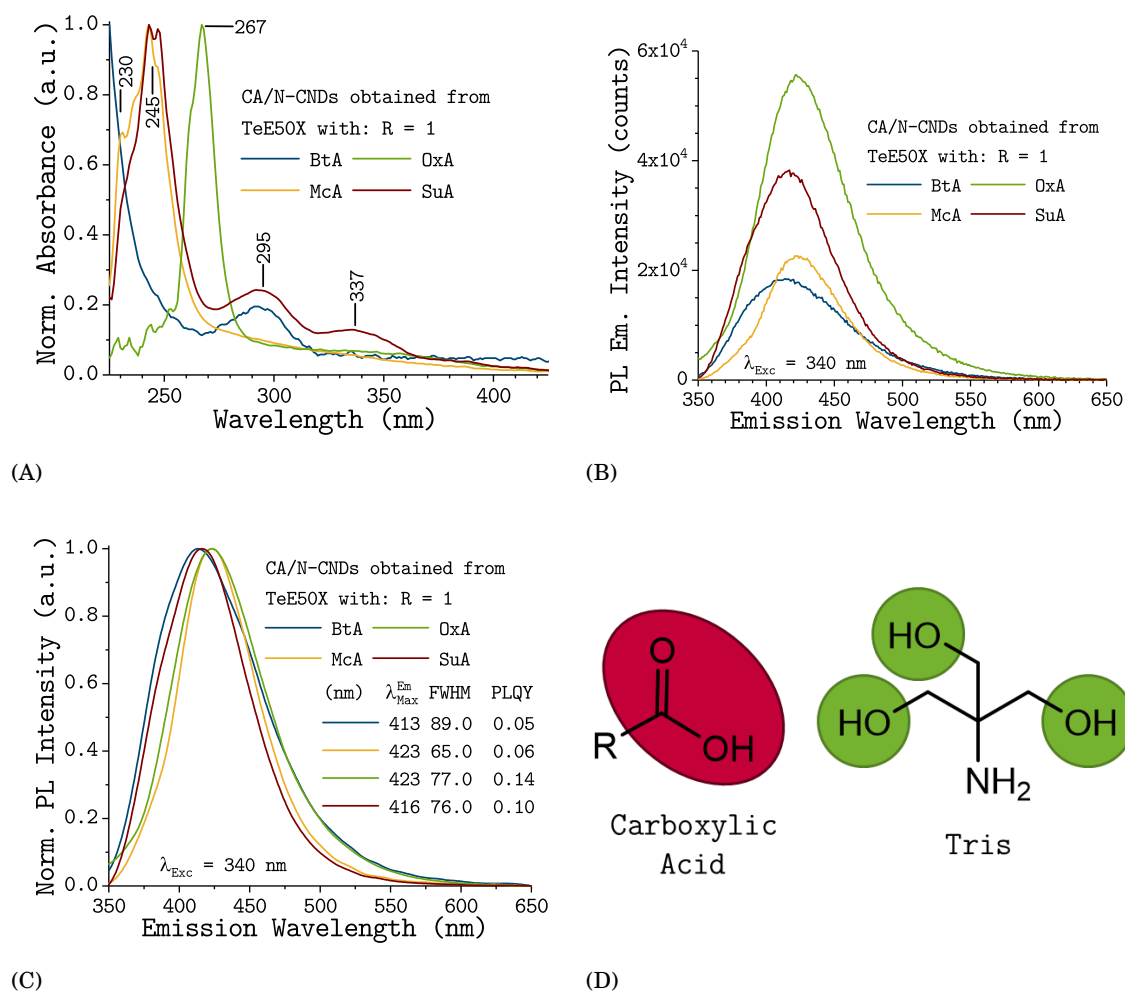 1.0
0.8
0.6
0.4
0.2
0.0
Norm. Absorbance (a.u.)
250
300
350
400
Wavelength (nm)
230
245
267
295
337
CA/N-CNDs obtained from
TeE50X with: R = 1
BtA OxA
McA SuA
(A)
6x10⁴
4x10⁴
2x10⁴
0
PL Em. Intensity (counts)
350 400 450 500 550 600 650
Emission Wavelength (nm)
CA/N-CNDs obtained from
TeE50X with: R = 1
BtA OxA
McA SuA
λExc = 340 nm
(B)
1.0
0.8
0.6
0.4
0.2
0.0
Norm. PL Intensity (a.u.)
350 400 450 500 550 600 650
Emission Wavelength (nm)
CA/N-CNDs obtained from
TeE50X with: R = 1
BtA OxA
McA SuA
(nm) λEmMax FWHM PLQY
413 89.0 0.05
423 65.0 0.06
423 77.0 0.14
416 76.0 0.10
λExc = 340 nm
(C)
O
R
OH
Carboxylic
Acid
HO
HO
OH
NH₂
Tris
(D)